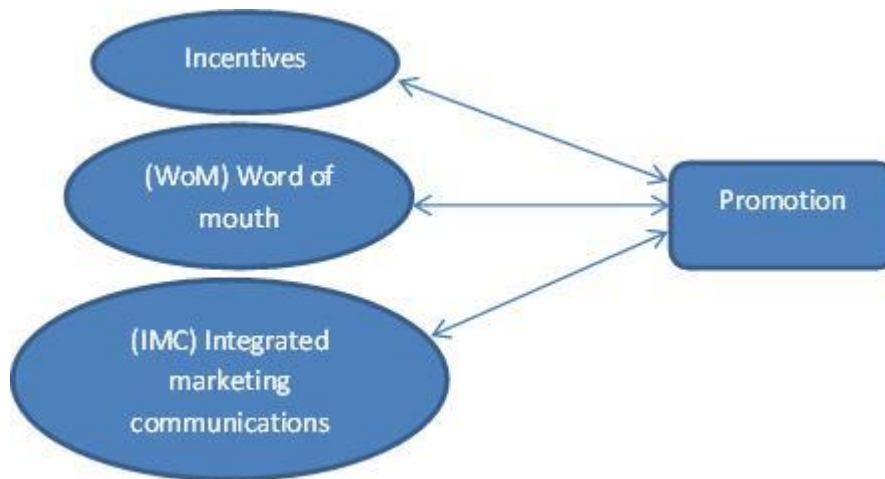 Incentives
(WoM) Word of
mouth
Promotion
(IMC) Integrated
marketing
communications